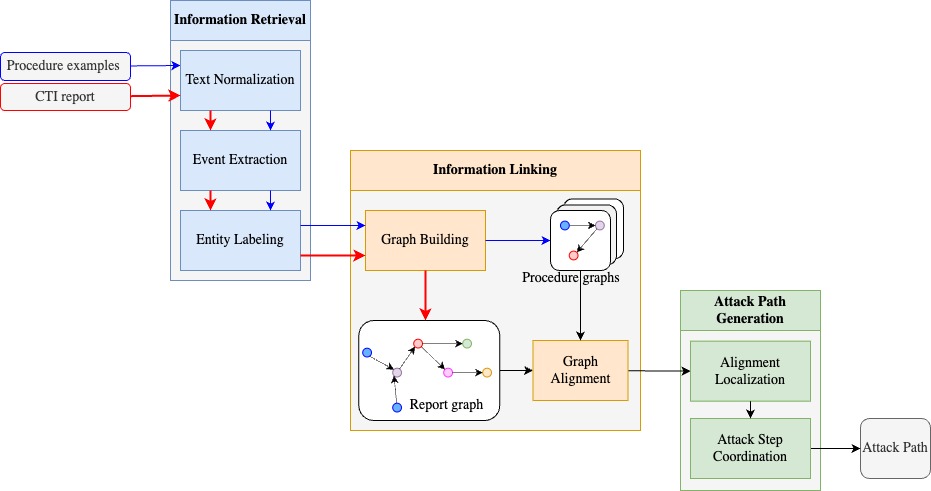 Information Retrieval
Procedure examples
CTI report
Text Normalization
Event Extraction
Entity Labeling
Information Linking
Graph Building
Procedure graphs
Report graph
Graph
Alignment
Attack Path
Generation
Alignment
Localization
Attack Step
Coordination
Attack Path